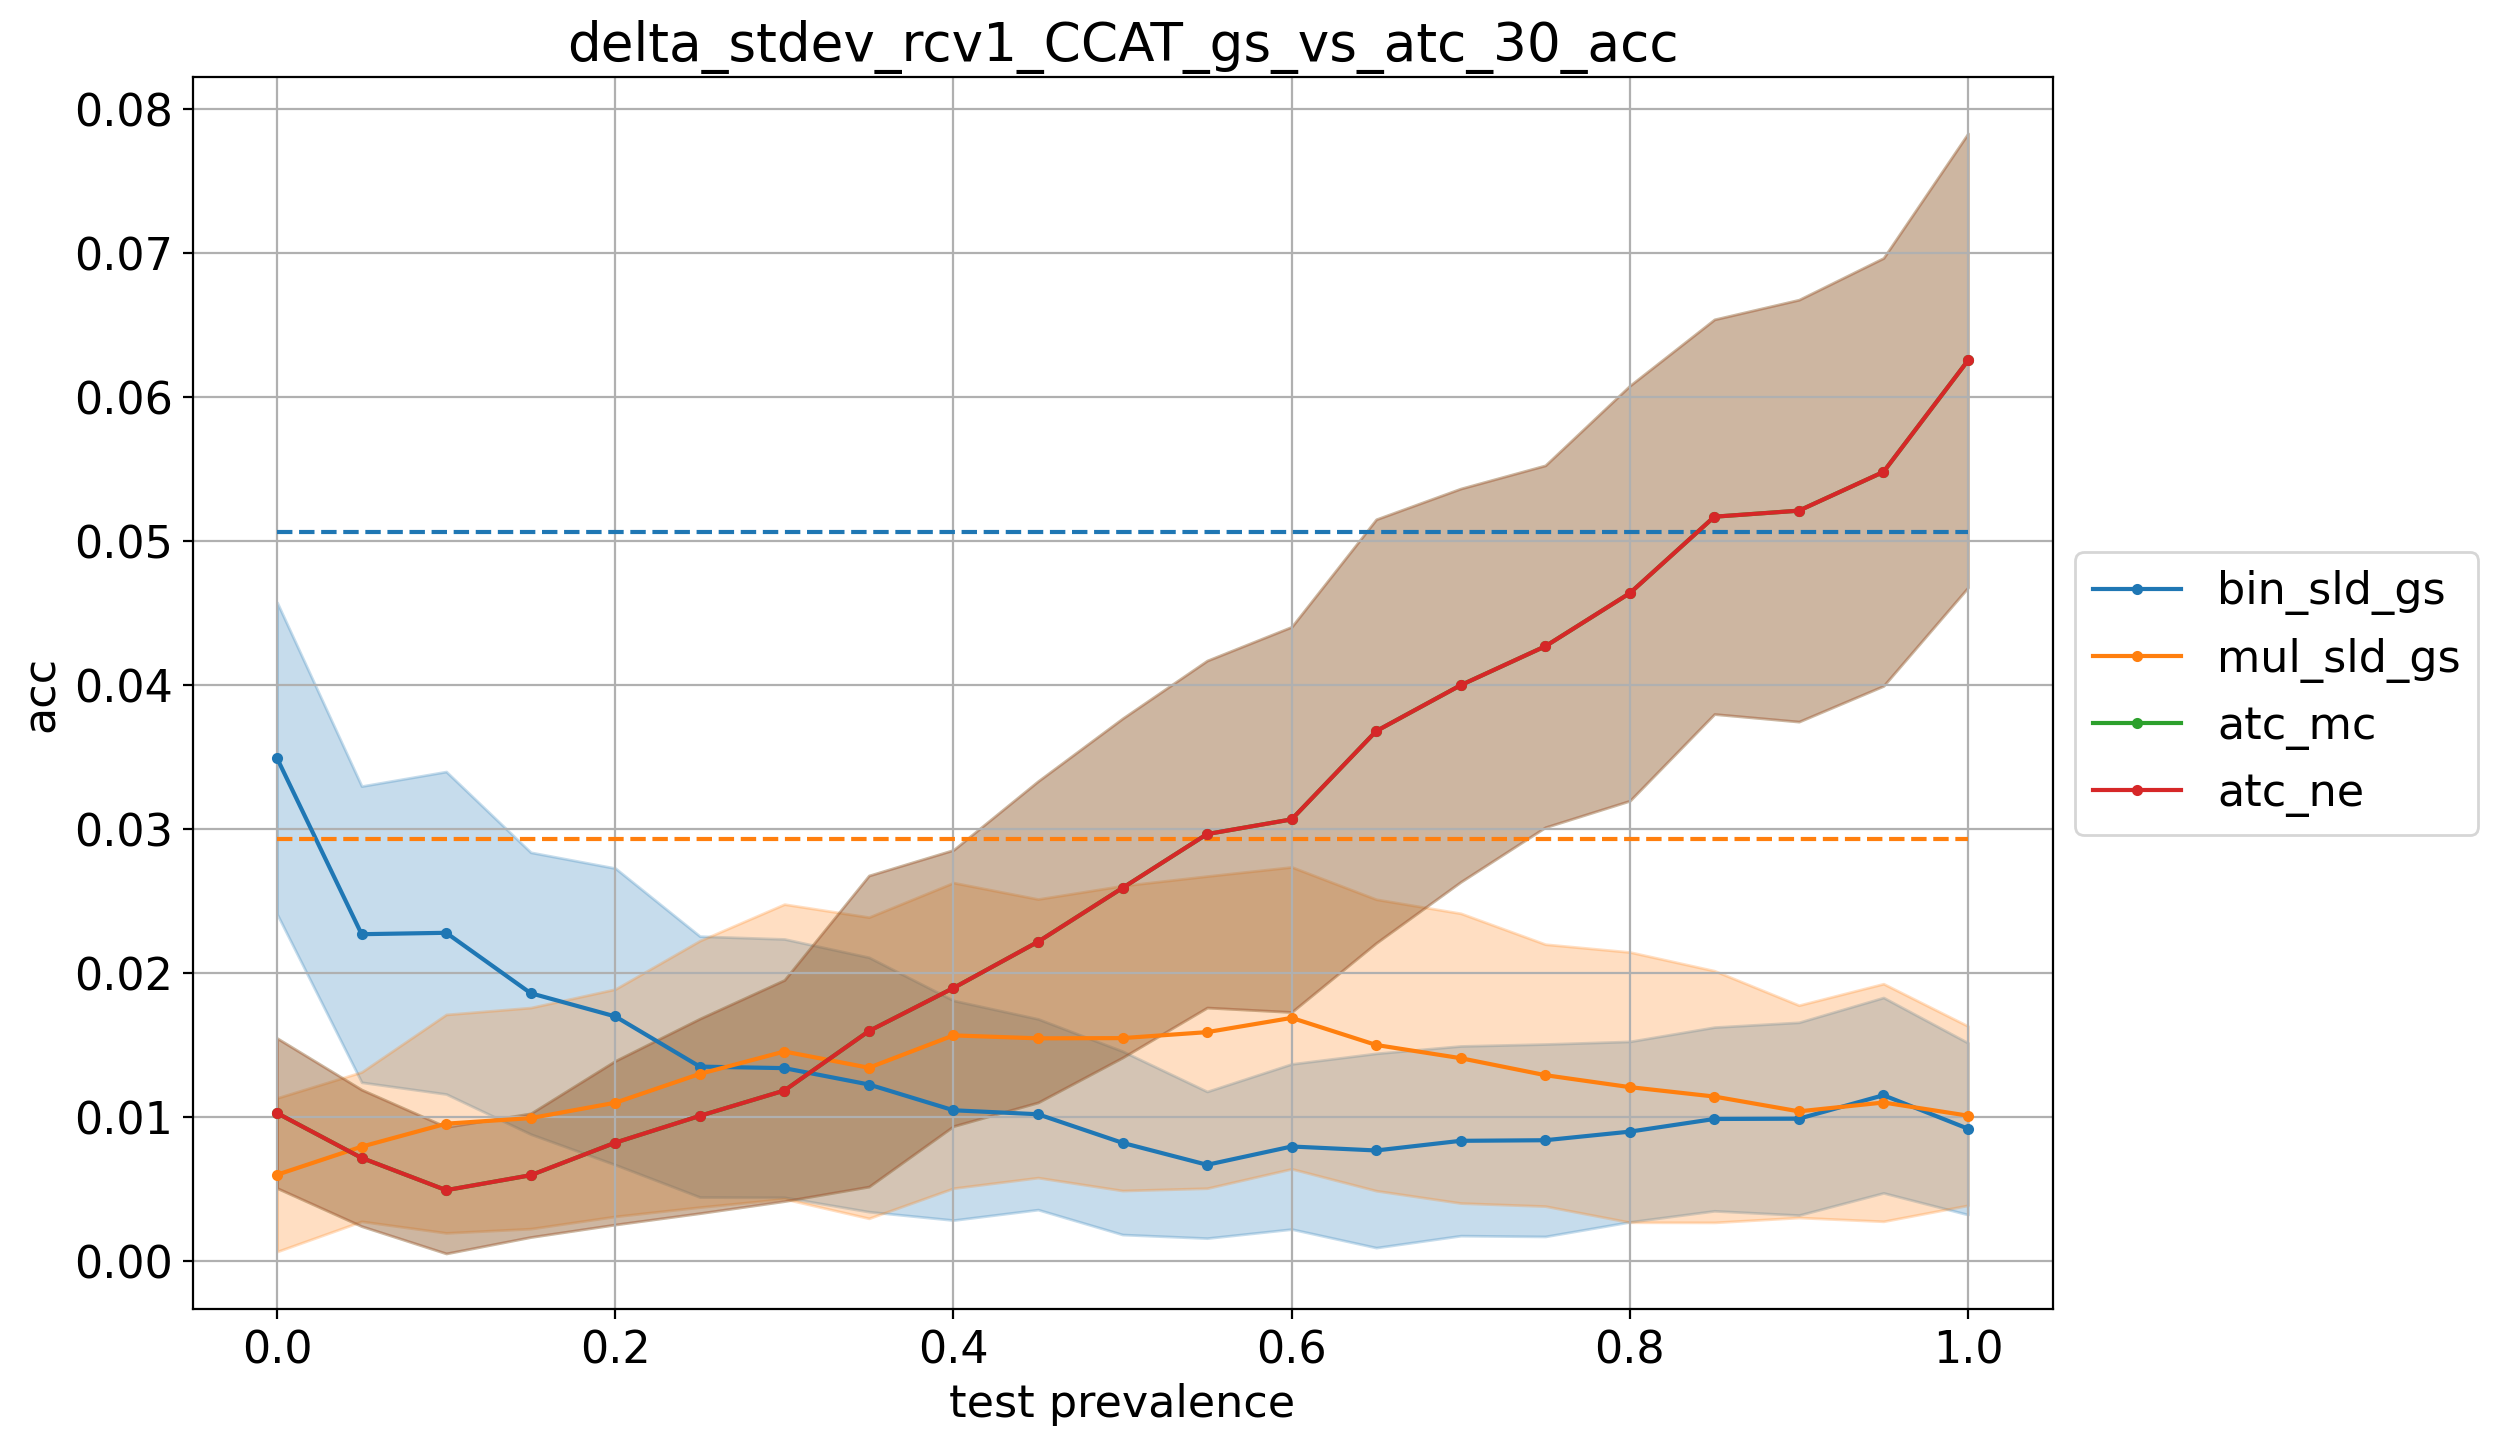 delta_stdev_rcv1_CCAT_gs_vs_atc_30_acc
0.08
0.07
0.06
0.05
0.04
0.03
0.02
0.01
0.00
acc
0.0 0.2 0.4 0.6 0.8 1.0
test prevalence
bin_sld_gs
mul_sld_gs
atc_mc
atc_ne